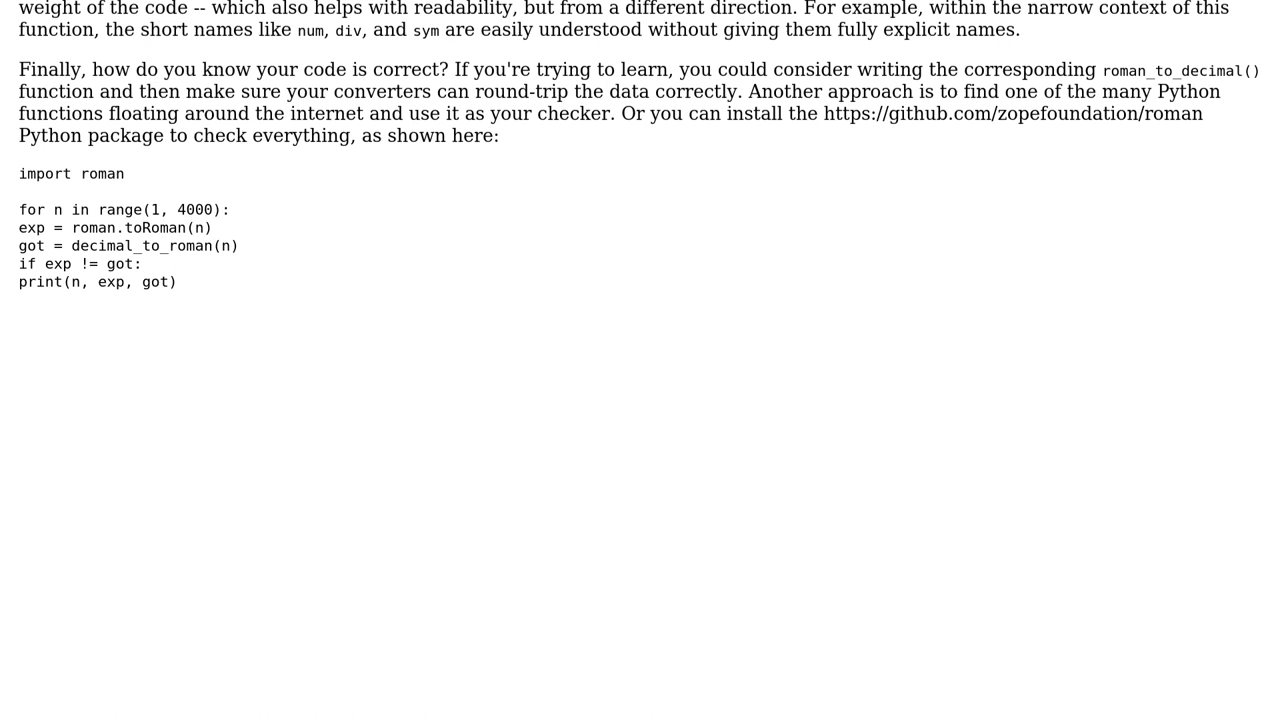 weight of the code -- which also helps with readability, but from a different direction. For example, within the narrow context of this
function, the short names like num, div, and sym are easily understood without giving them fully explicit names.
Finally, how do you know your code is correct? If you're trying to learn, you could consider writing the corresponding roman_to_decimal()
function and then make sure your converters can round-trip the data correctly. Another approach is to find one of the many Python
functions floating around the internet and use it as your checker. Or you can install the https://github.com/zopefoundation/roman
Python package to check everything, as shown here:
import roman
for n in range(1, 4000):
exp = roman.toRoman(n)
got = decimal_to_roman(n)
if exp != got:
print(n, exp, got)